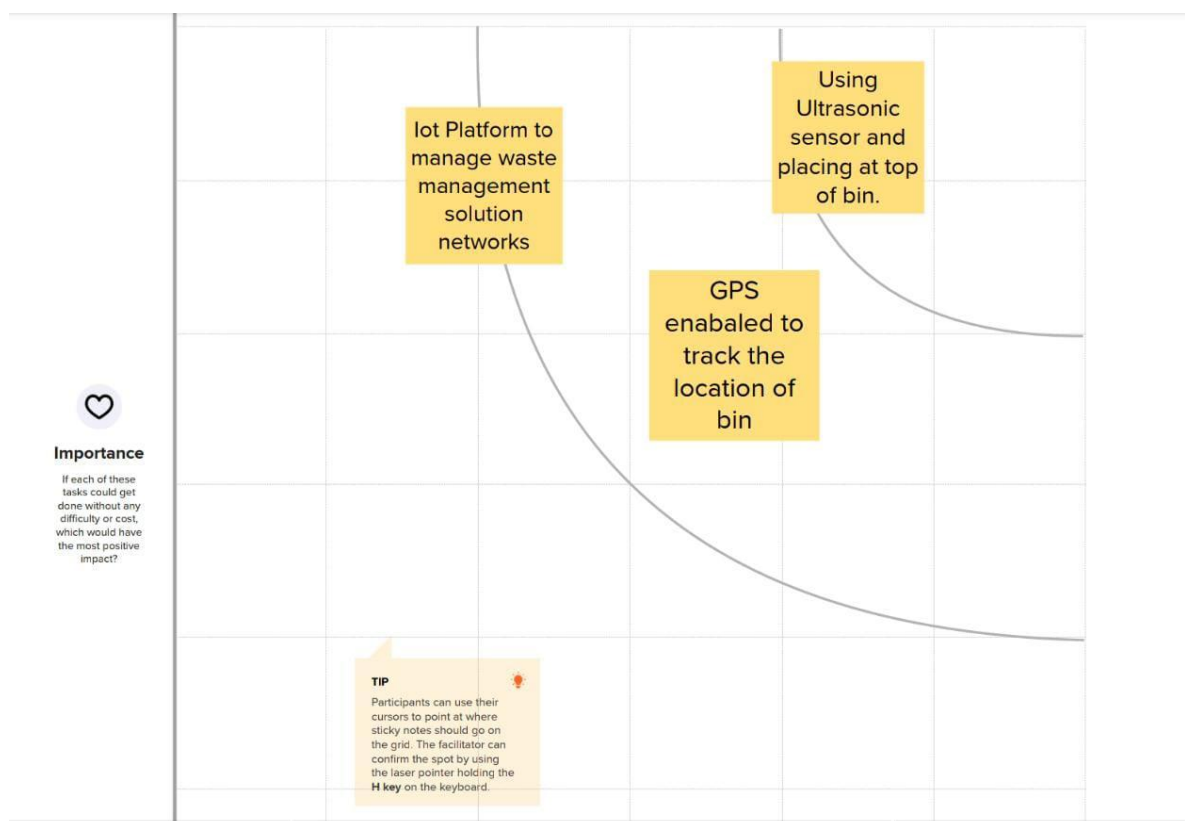 Iot Platform to
manage waste
management
solution
networks
Using
Ultrasonic
sensor and
placing at top
of bin.
GPS
enabaled to
track the
location of
bin
Importance
If each of these
tasks could get
done without any
difficulty or cost,
which would have
the most positive
impact?
TIP
Participants can use their
cursors to point at where
sticky notes should go on
the grid. The facilitator can
confirm the spot by using
the laser pointer holding the
H key on the keyboard.